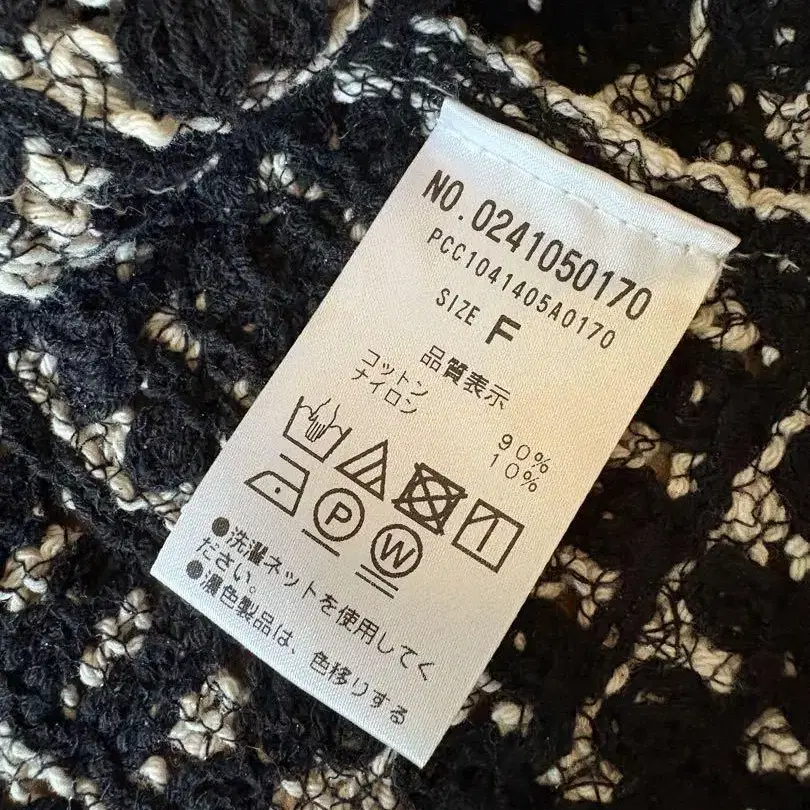 NO.0241050170
PCC1041405A0170
SIZE F
品質表示
コットン 90%
ナイロン 10%
P W
●洗濯ネットを使用してく
ださい。
●濃色製品は、色移りする